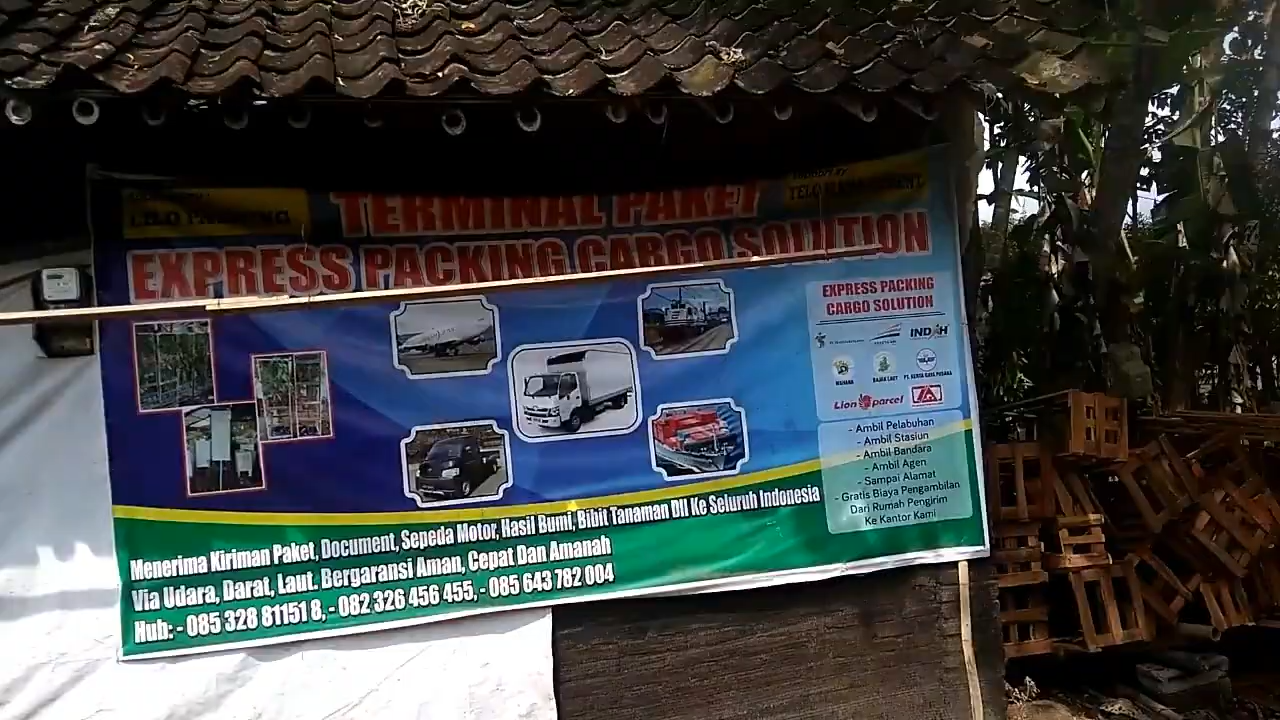 TERMINAL PAKET
EXPRESS PACKING CARGO SOLUTION
EXPRESS PACKING
CARGO SOLUTION
INDAH
WAHANA
Lion parcel
- Ambil Pelabuhan
- Ambil Stasiun
- Ambil Bandara
- Ambil Agen
- Sampai Alamat
- Gratis Biaya Pengambilan
Dari Rumah Pengirim
Ke Kantor Kami
Menerima Kiriman Paket, Document, Sepeda Motor, Hasil Bumi, Bibit Tanaman Dll Ke Seluruh Indonesia
Via Udara, Darat, Laut. Bergaransi Aman, Cepat Dan Amanah
Hub: - 085 328 81151 8, - 082 326 456 455, - 085 643 782 004